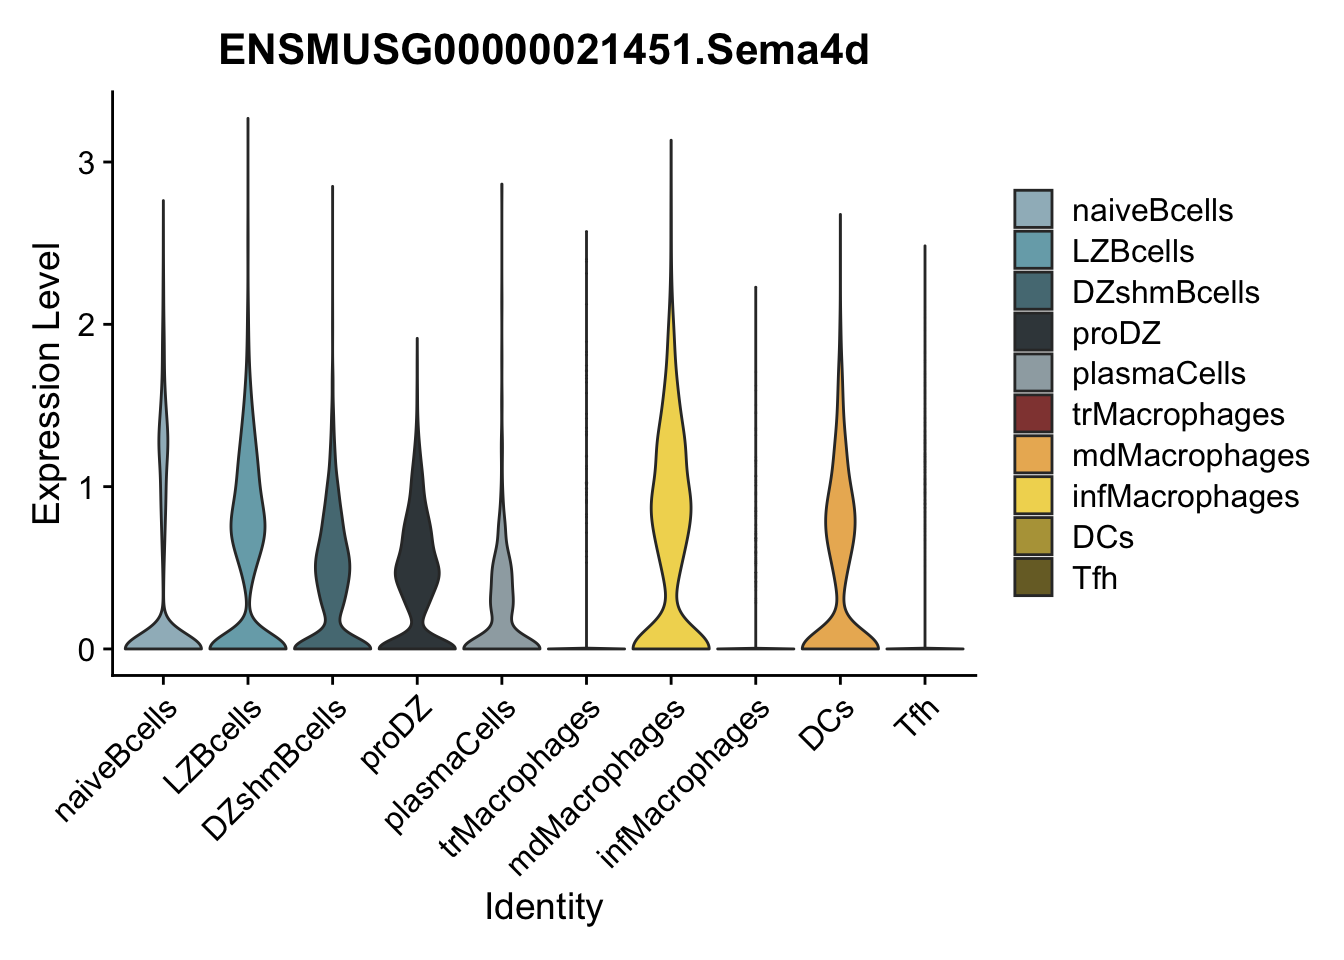 ENSMUSG00000021451.Sema4d
Expression Level
3
2
1
0
naiveBcells
LZBcells
DZshmBcells
proDZ
plasmaCells
trMacrophages
mdMacrophages
infMacrophages
DCs
Tfh
Identity
naiveBcells
LZBcells
DZshmBcells
proDZ
plasmaCells
trMacrophages
mdMacrophages
infMacrophages
DCs
Tfh